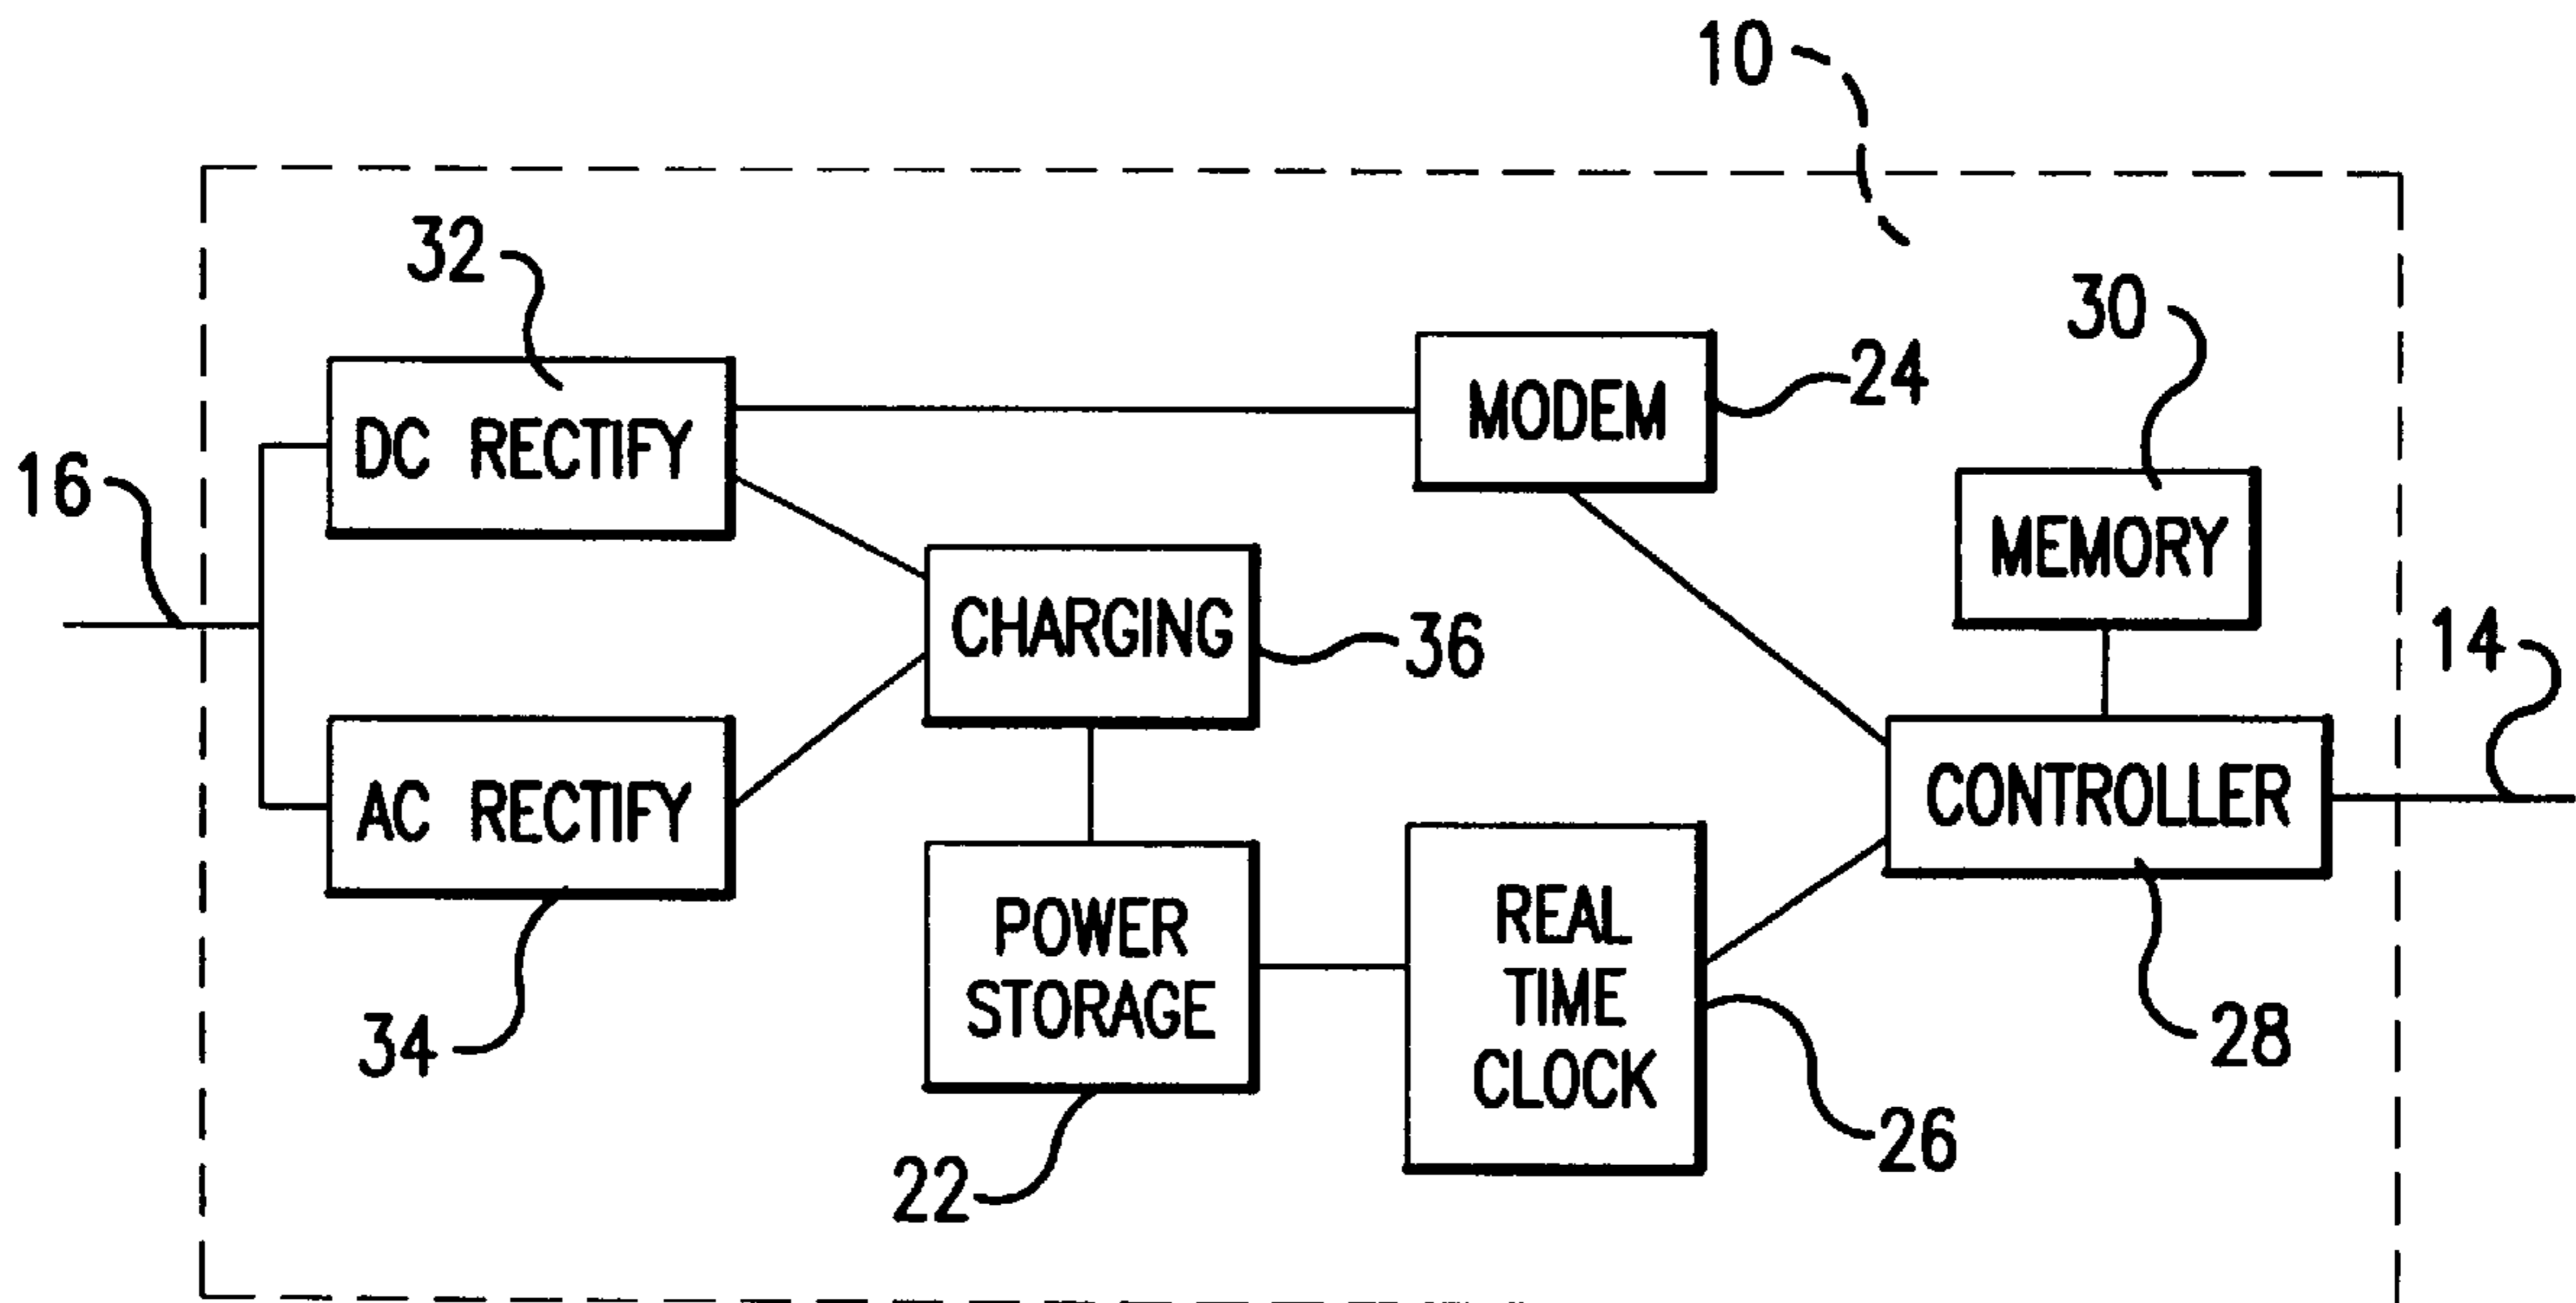 10
32
30
24
MODEM
DC RECTIFY
16
MEMORY
CHARGING
36
14
AC RECTIFY
CONTROLLER
POWER
STORAGE
REAL
TIME
CLOCK
34
28
22
26